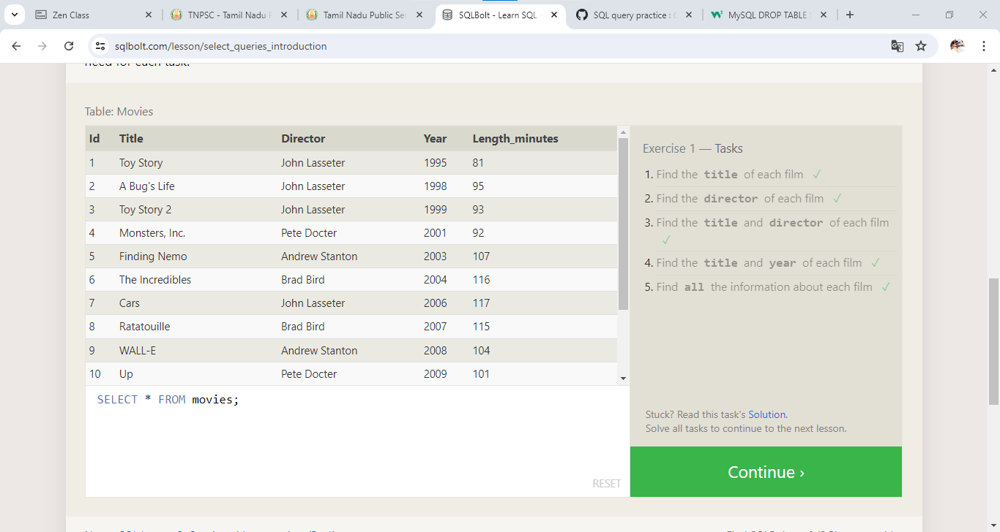 Zen Class
TNPSC - Tamil Nadu
Tamil Nadu Public Se
SQLBolt - Learn SQL -
SQL query practice :
MySQL DROP TABLE
sqlbolt.com/lesson/select_queries_introduction
need for each task.
Table: Movies
Id Title Director Year Length_minutes
1 Toy Story John Lasseter 1995 81
2 A Bug's Life John Lasseter 1998 95
3 Toy Story 2 John Lasseter 1999 93
4 Monsters, Inc. Pete Docter 2001 92
5 Finding Nemo Andrew Stanton 2003 107
6 The Incredibles Brad Bird 2004 116
7 Cars John Lasseter 2006 117
8 Ratatouille Brad Bird 2007 115
9 WALL-E Andrew Stanton 2008 104
10 Up Pete Docter 2009 101
SELECT * FROM movies;
RESET
Exercise 1 — Tasks
1. Find the title of each film ✓
2. Find the director of each film ✓
3. Find the title and director of each film
✓
4. Find the title and year of each film ✓
5. Find all the information about each film ✓
Stuck? Read this task's Solution.
Solve all tasks to continue to the next lesson.
Continue ›